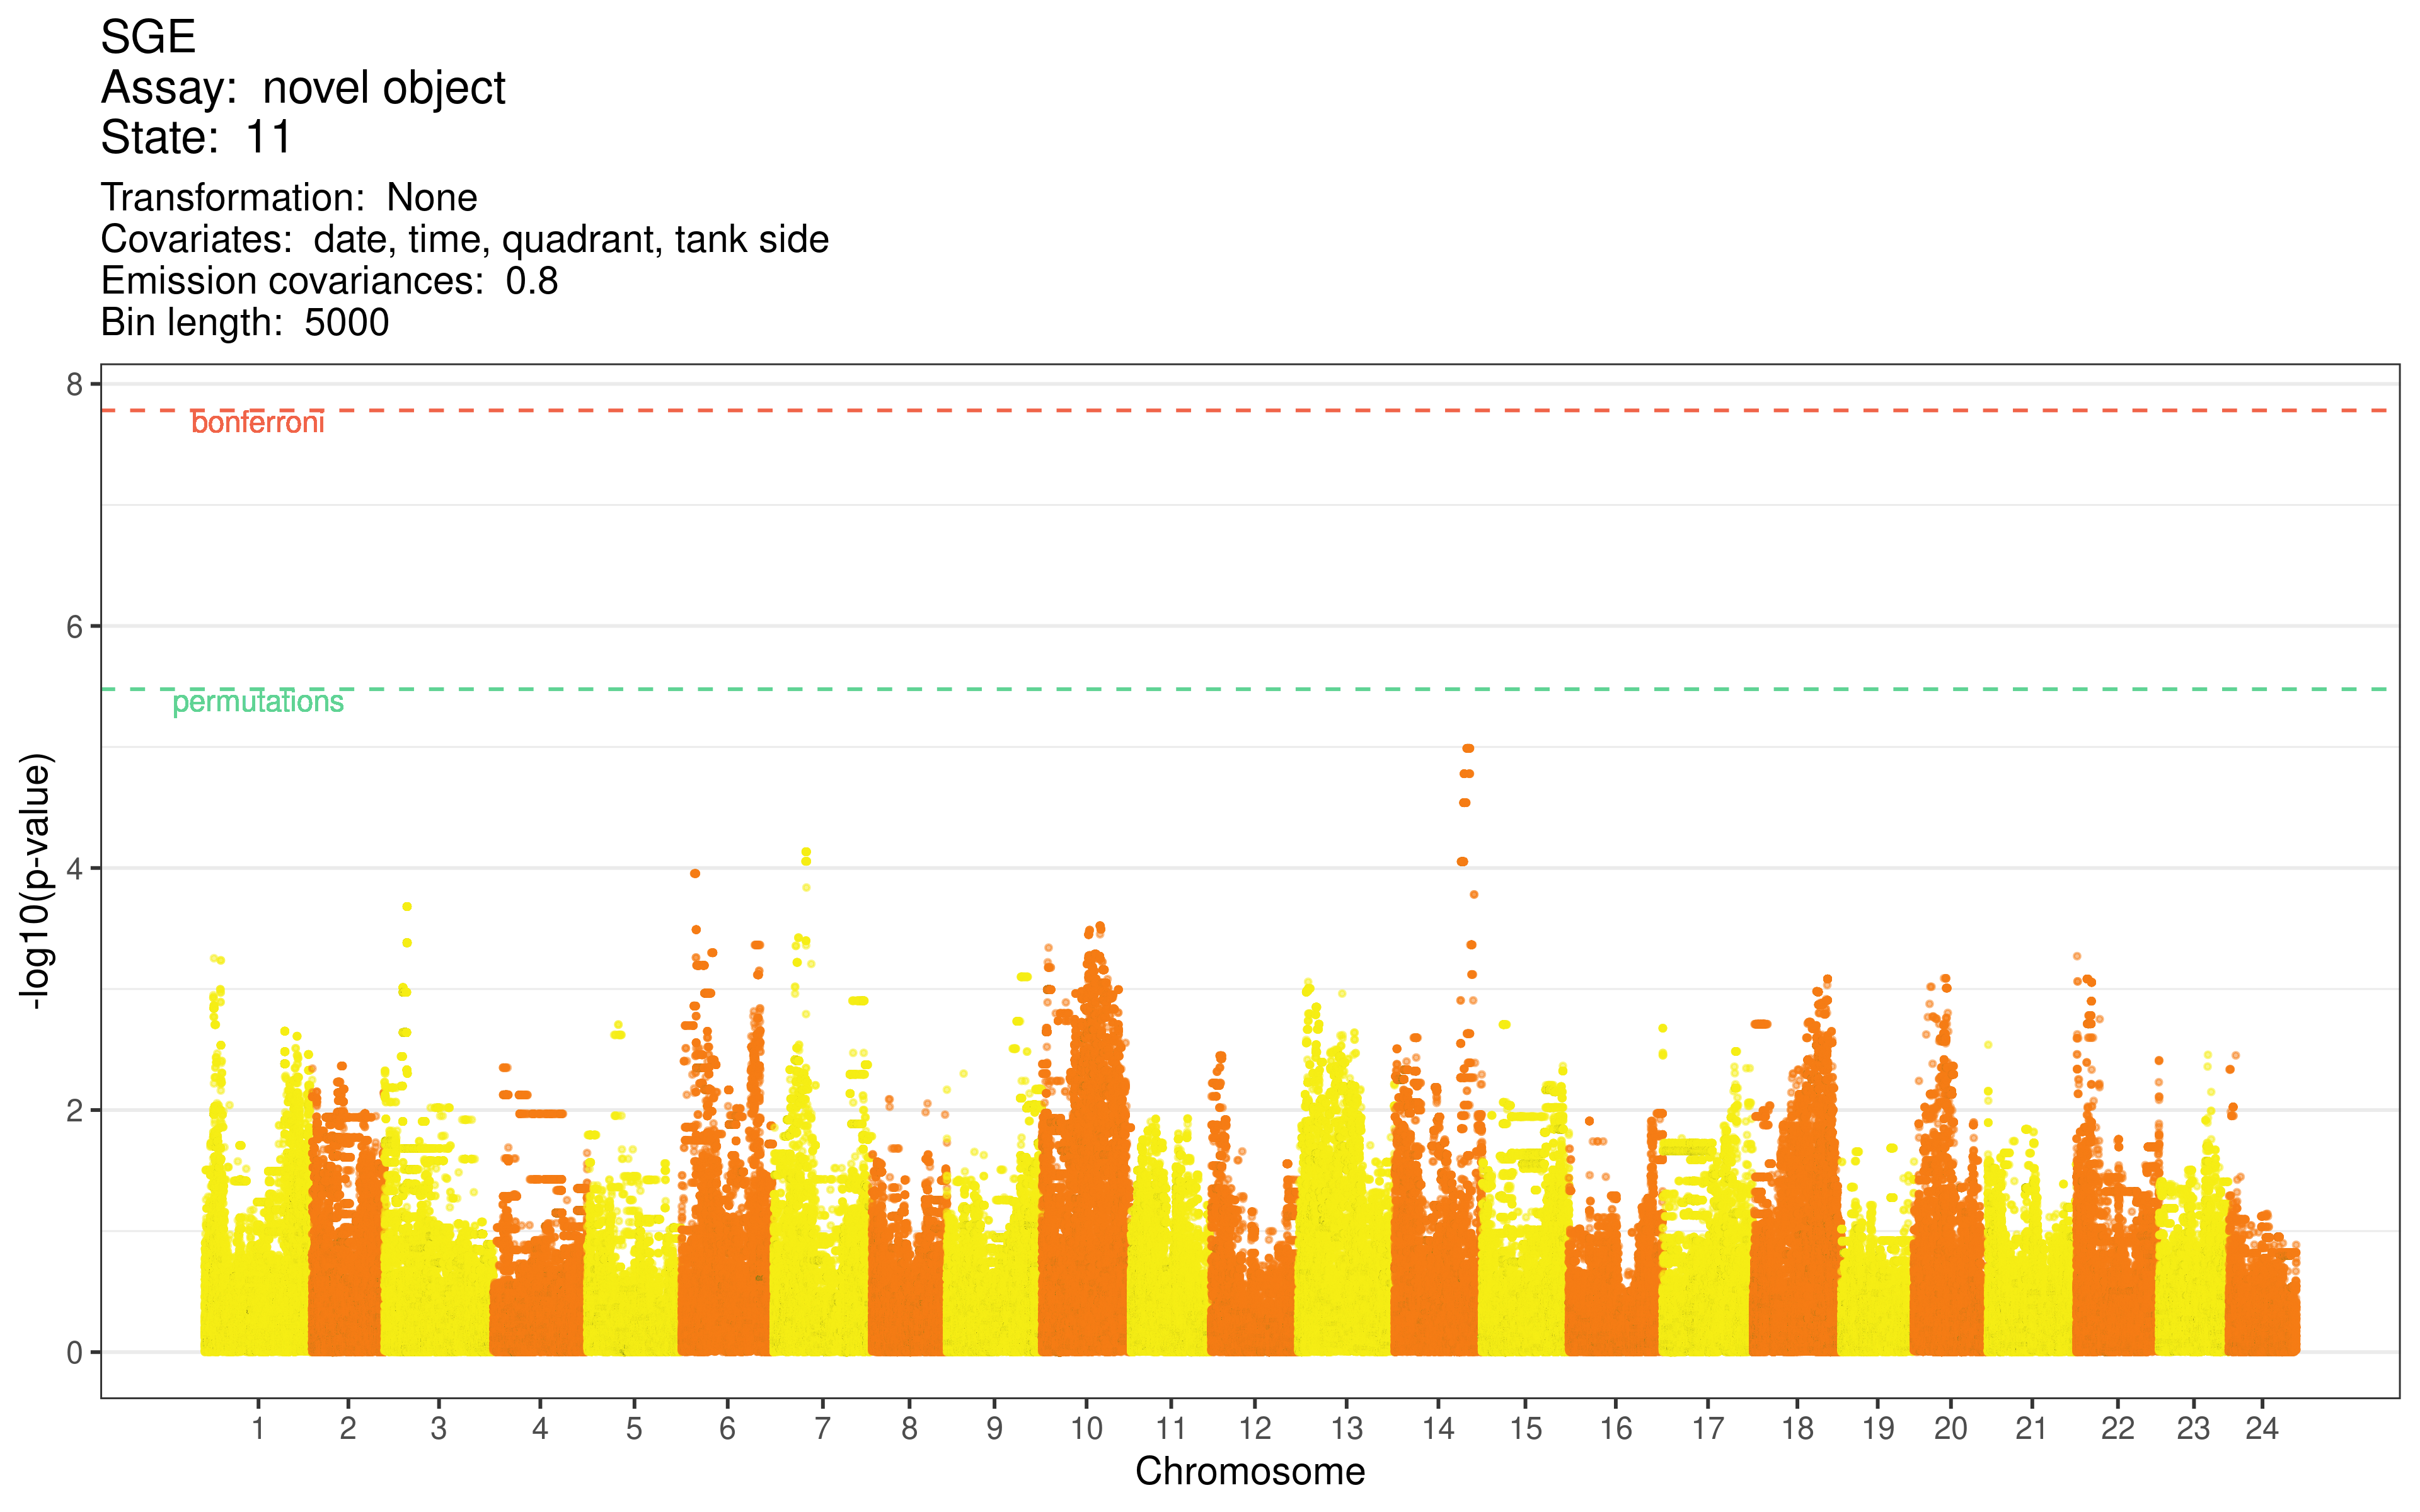 SGE
Assay:  novel object
State:  11
Transformation:  None
Covariates:  date, time, quadrant, tank side
Emission covariances:  0.8
Bin length:  5000
8
bonferroni
6
permutations
4
2
0
-log10(p-value)
1 2 3 4 5 6 7 8 9 10 11 12 13 14 15 16 17 18 19 20 21 22 23 24
Chromosome